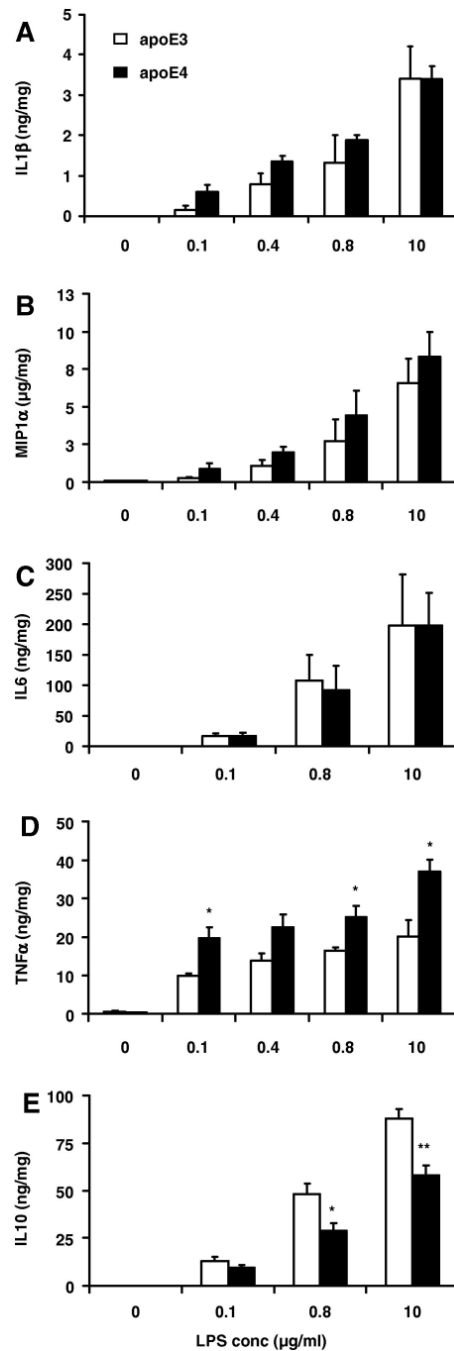 A
5
4
3
2
1
0
IL1β (ng/mg)
apoE3
apoE4
0 0.1 0.4 0.8 10
B
13
10
8
5
3
0
MIP1α (µg/mg)
0 0.1 0.4 0.8 10
C
300
250
200
150
100
50
0
IL6 (ng/mg)
0 0.1 0.8 10
D
50
40
30
20
10
0
TNFα (ng/mg)
* * *
0 0.1 0.4 0.8 10
E
100
75
50
25
0
IL10 (ng/mg)
* **
0 0.1 0.8 10
LPS conc (µg/ml)